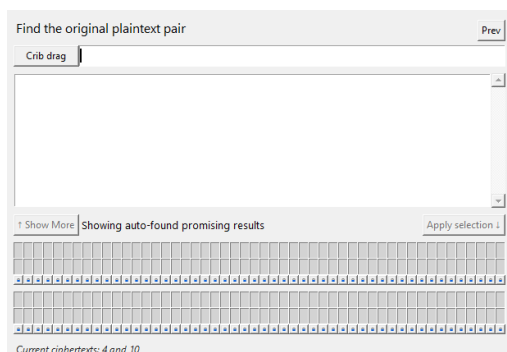 Find the original plaintext pair
Prev
Crib drag
↑ Show More Showing auto-found promising results Apply selection ↓
Current ciphertexts: 4 and 10